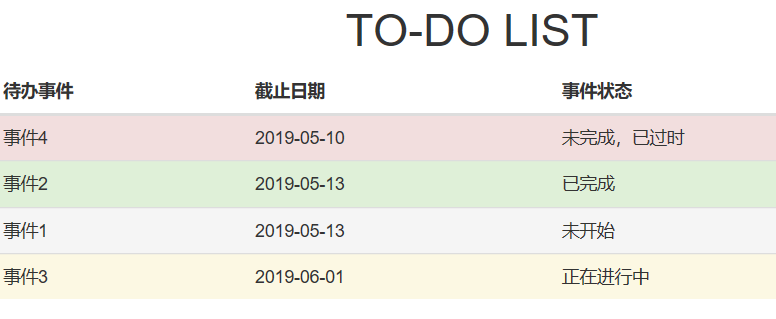 TO-DO LIST
待办事件 截止日期 事件状态
事件4 2019-05-10 未完成，已过时
事件2 2019-05-13 已完成
事件1 2019-05-13 未开始
事件3 2019-06-01 正在进行中